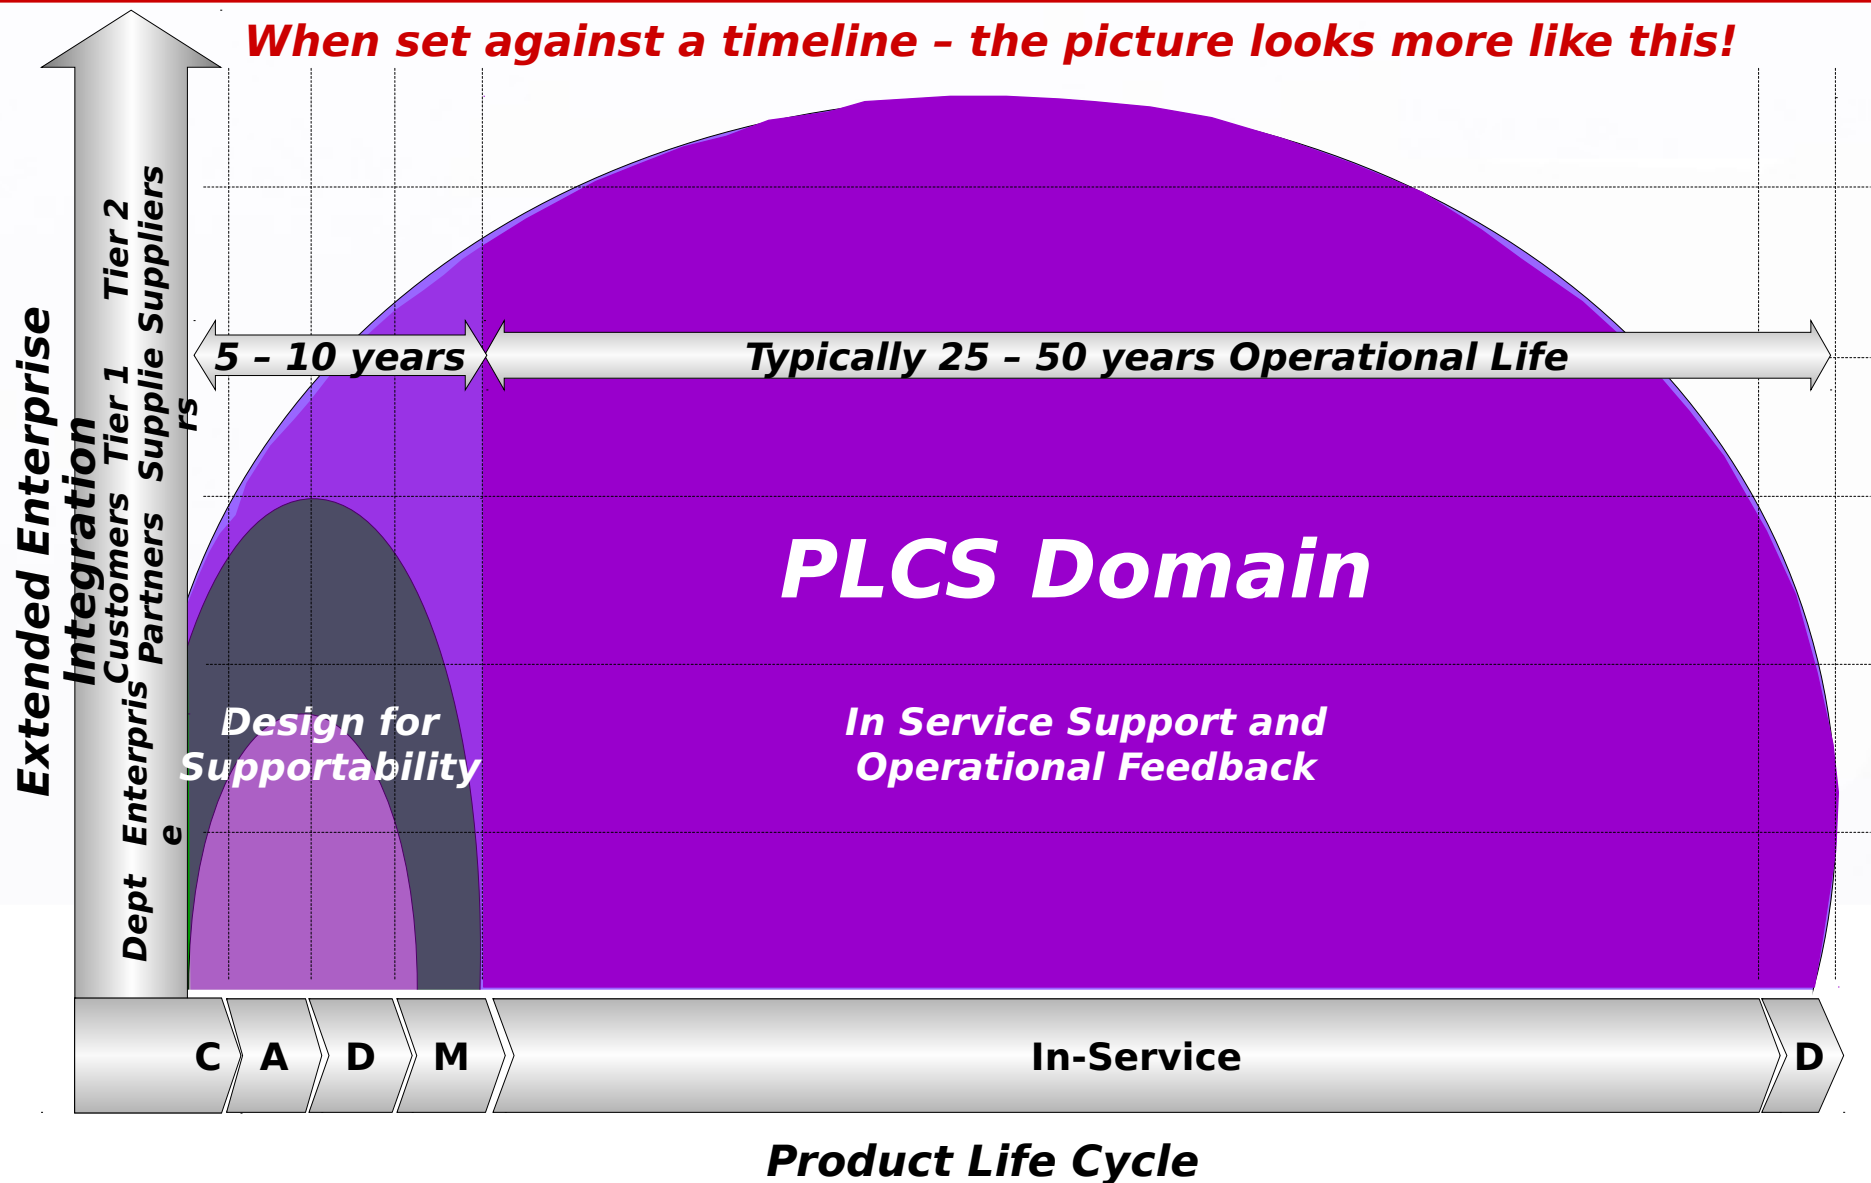 When set against a timeline – the picture looks more like this!
Extended Enterprise
Integration
Tier 2
Suppliers
Tier 1
Supplie
rs
Customers
Partners
Enterpris
e
Dept
5 – 10 years
Typically 25 – 50 years Operational Life
PLCS Domain
Design for
Supportability
In Service Support and
Operational Feedback
C
A
D
M
In-Service
D
Product Life Cycle